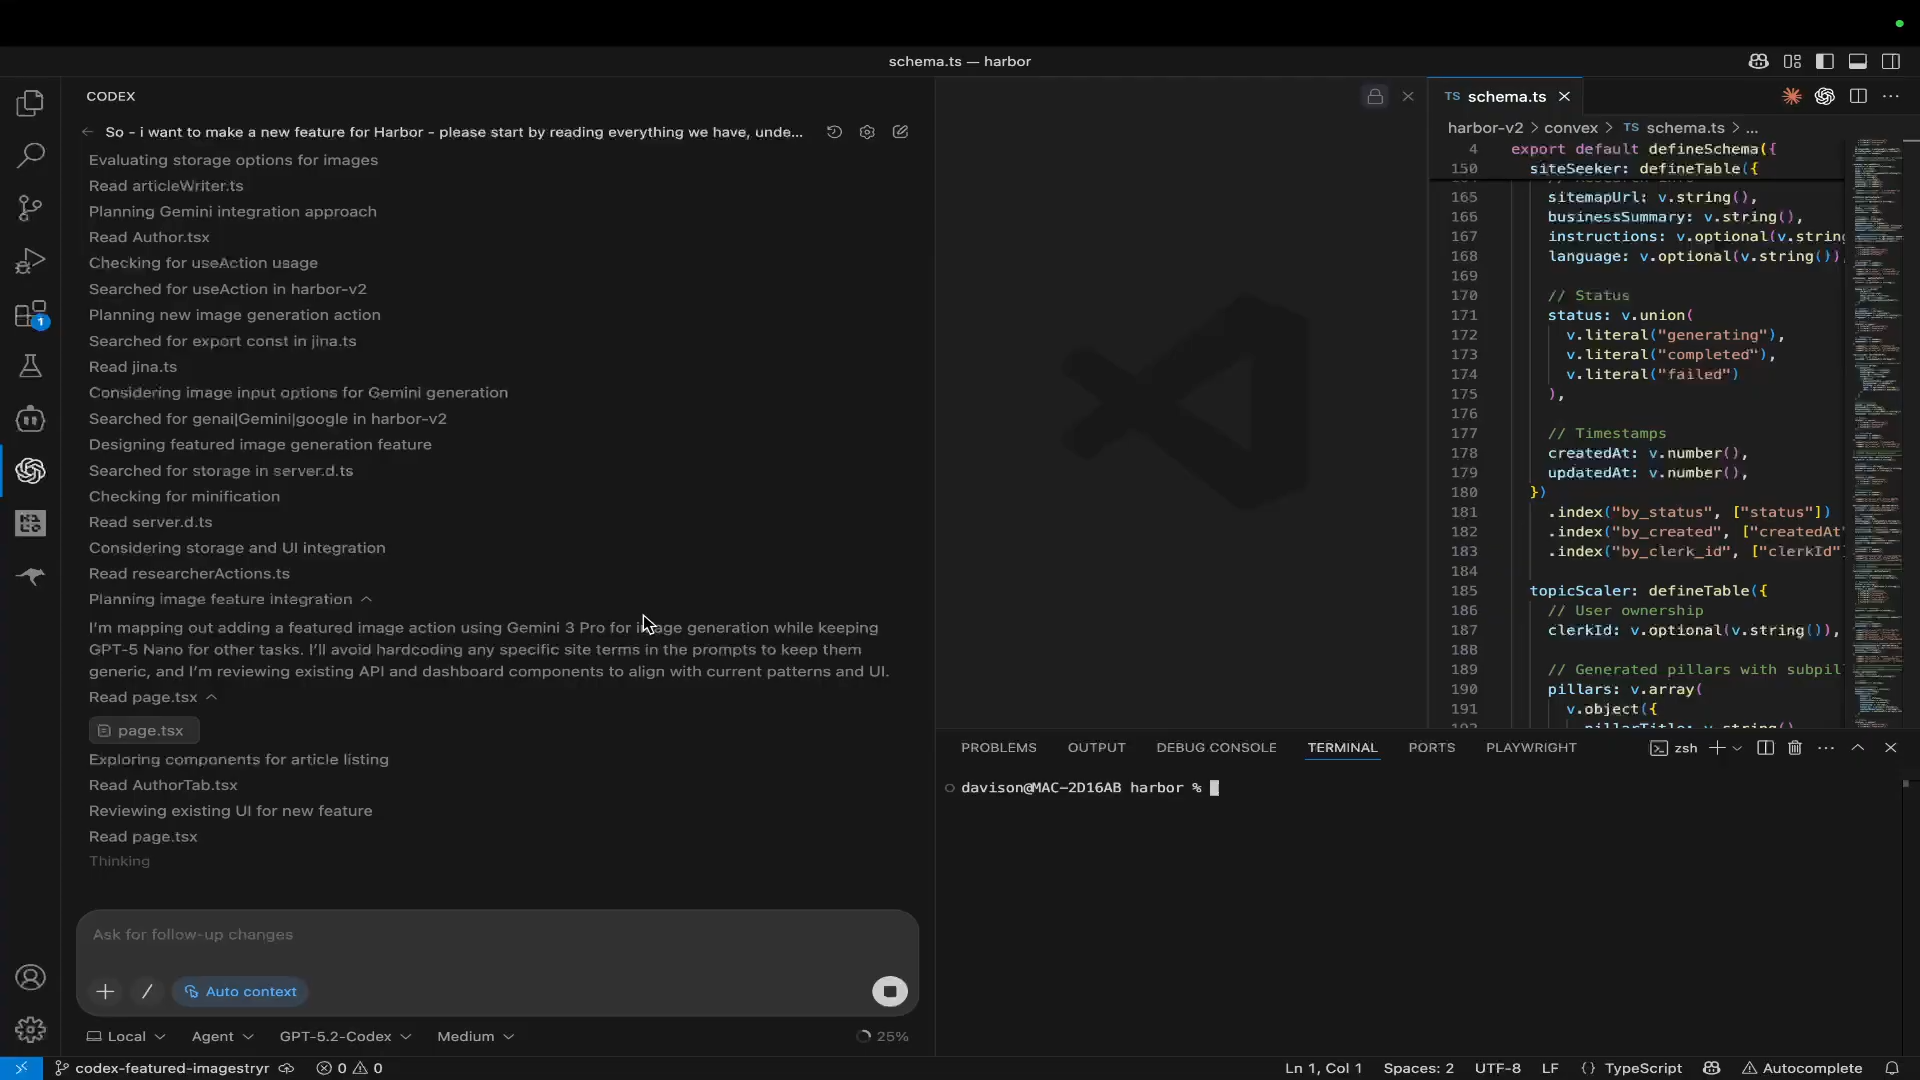 schema.ts — harbor
CODEX
So - i want to make a new feature for Harbor - please start by reading everything we have, unde...
Evaluating storage options for images
Read articleWriter.ts
Planning Gemini integration approach
Read Author.tsx
Checking for useAction usage
Searched for useAction in harbor-v2
Planning new image generation action
Searched for export const in jina.ts
Read jina.ts
Considering image input options for Gemini generation
Searched for genai|Gemini|google in harbor-v2
Designing featured image generation feature
Searched for storage in server.d.ts
Checking for minification
Read server.d.ts
Considering storage and UI integration
Read researcherActions.ts
Planning image feature integration
I'm mapping out adding a featured image action using Gemini 3 Pro for image generation while keeping
GPT-5 Nano for other tasks. I'll avoid hardcoding any specific site terms in the prompts to keep them
generic, and I'm reviewing existing API and dashboard components to align with current patterns and UI.
Read page.tsx
page.tsx
Exploring components for article listing
Read AuthorTab.tsx
Reviewing existing UI for new feature
Read page.tsx
Thinking
Ask for follow-up changes
Auto context
Local Agent GPT-5.2-Codex Medium 25%
TS schema.ts
harbor-v2 > convex > TS schema.ts > ...
4 export default defineSchema({
150 siteSeeker: defineTable({
165 sitemapUrl: v.string(),
166 businessSummary: v.string(),
167 instructions: v.optional(v.string
168 language: v.optional(v.string()),
169
170 // Status
171 status: v.union(
172 v.literal("generating"),
173 v.literal("completed"),
174 v.literal("failed")
175 ),
176
177 // Timestamps
178 createdAt: v.number(),
179 updatedAt: v.number(),
180 })
181 .index("by_status", ["status"])
182 .index("by_created", ["createdAt"
183 .index("by_clerk_id", ["clerkId"
184
185 topicScaler: defineTable({
186 // User ownership
187 clerkId: v.optional(v.string()),
188
189 // Generated pillars with subpil
190 pillars: v.array(
191 v.object({
PROBLEMS OUTPUT DEBUG CONSOLE TERMINAL PORTS PLAYWRIGHT zsh
davison@MAC-2D16AB harbor %
1
codex-featured-imagestryr 0 0 Ln 1, Col 1 Spaces: 2 UTF-8 LF {} TypeScript Autocomplete